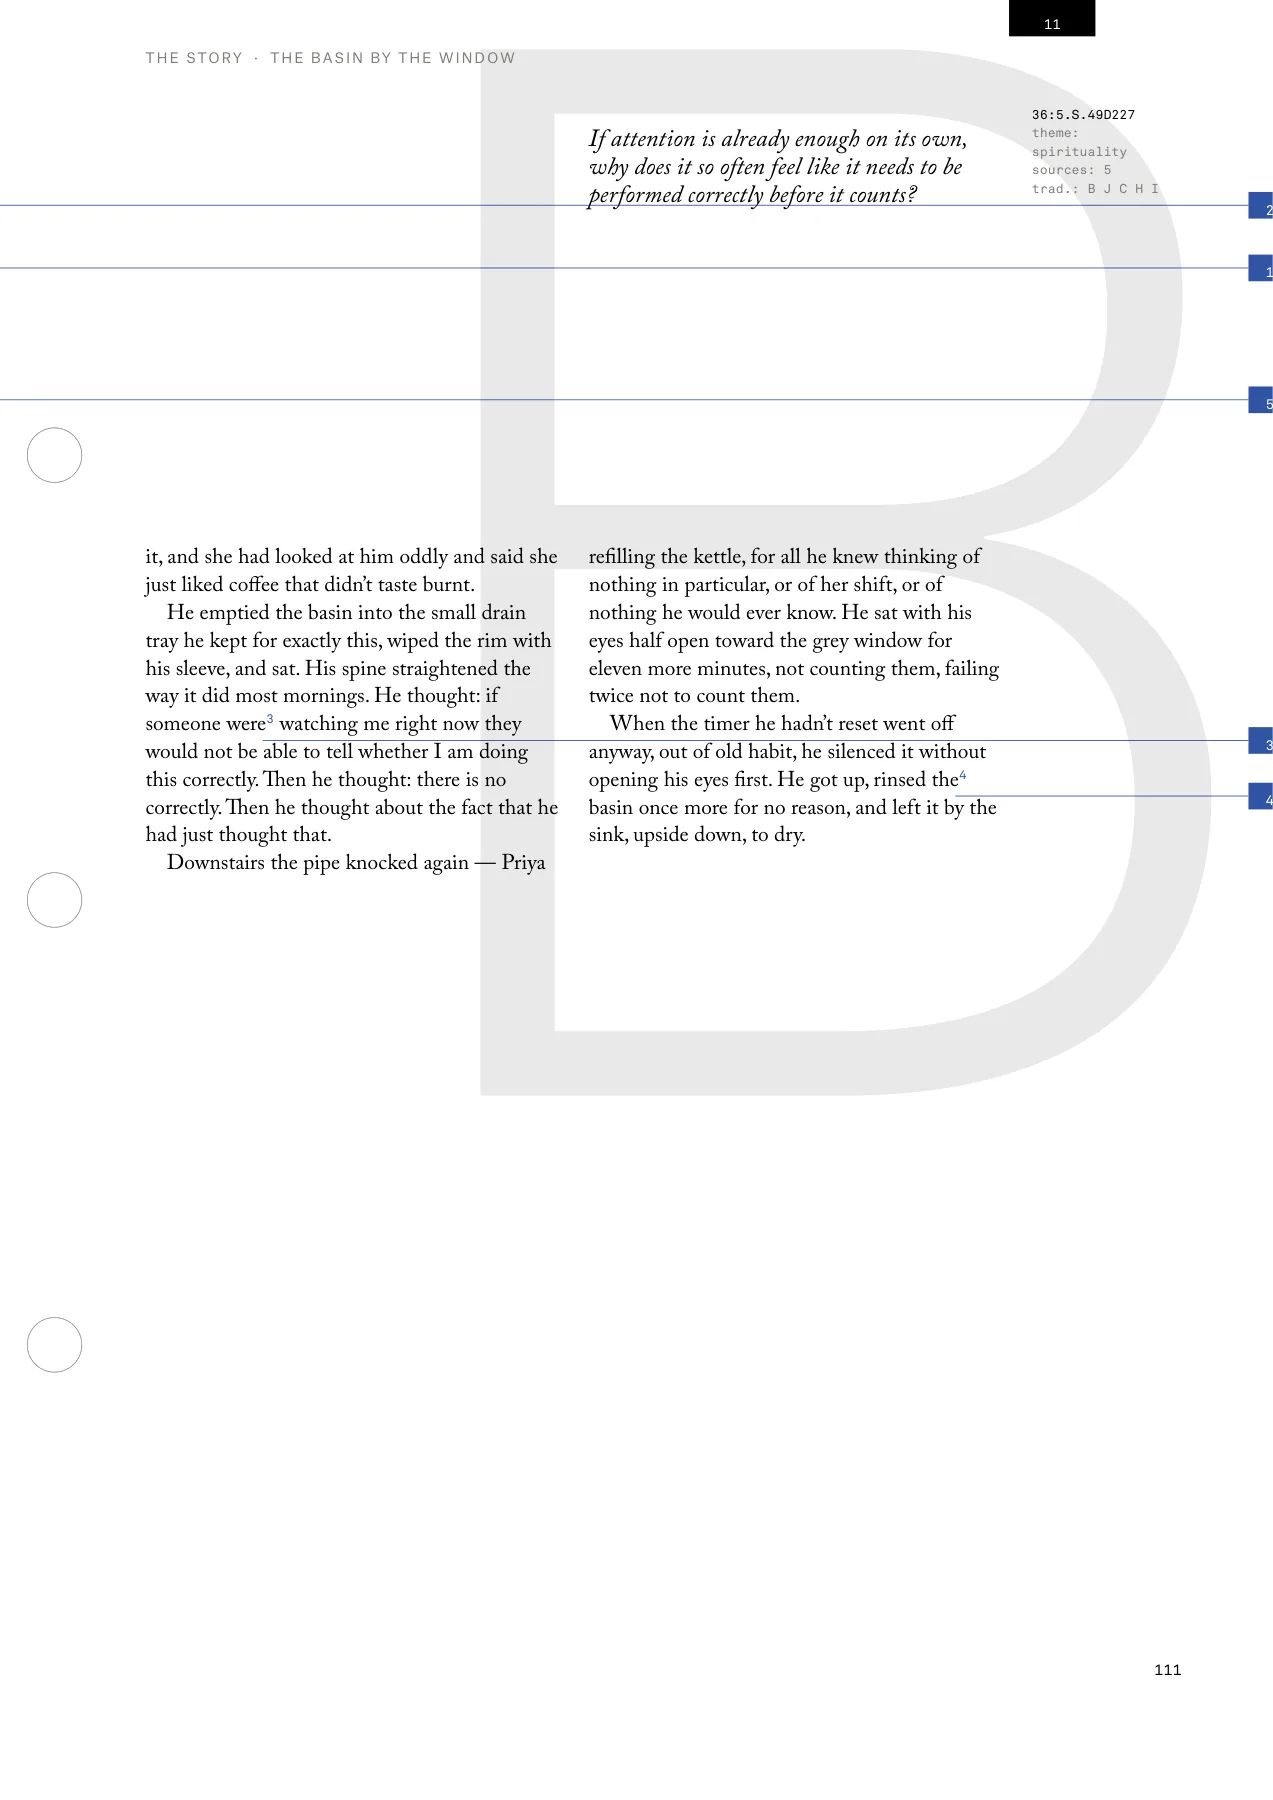 11
THE STORY · THE BASIN BY THE WINDOW
If attention is already enough on its own,
why does it so often feel like it needs to be
performed correctly before it counts?
36:5.S.49D227
theme:
spirituality
sources: 5
trad.: B J C H I
2
1
5
B
it, and she had looked at him oddly and said she
just liked coffee that didn’t taste burnt.
He emptied the basin into the small drain
tray he kept for exactly this, wiped the rim with
his sleeve, and sat. His spine straightened the
way it did most mornings. He thought: if
someone were3 watching me right now they
would not be able to tell whether I am doing
this correctly. Then he thought: there is no
correctly. Then he thought about the fact that he
had just thought that.
Downstairs the pipe knocked again — Priya
refilling the kettle, for all he knew thinking of
nothing in particular, or of her shift, or of
nothing he would ever know. He sat with his
eyes half open toward the grey window for
eleven more minutes, not counting them, failing
twice not to count them.
When the timer he hadn’t reset went off
anyway, out of old habit, he silenced it without
opening his eyes first. He got up, rinsed the4
basin once more for no reason, and left it by the
sink, upside down, to dry.
3
4
111